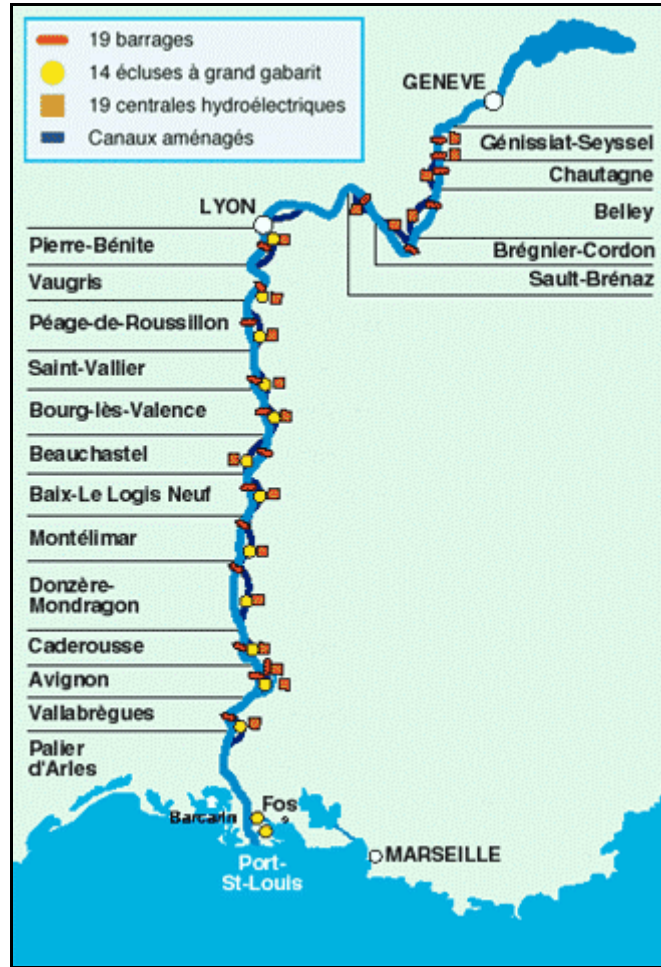 19 barrages
14 écluses à grand gabarit
19 centrales hydroélectriques
Canaux aménagés
GENEVE
Génissiat-Seyssel
Chautagne
Belley
Brégnier-Cordon
Sault-Brénaz
LYON
Pierre-Bénite
Vaugris
Péage-de-Roussillon
Saint-Vallier
Bourg-lès-Valence
Beauchastel
Baix-Le Logis Neuf
Montélimar
Donzère-
Mondragon
Caderousse
Avignon
Vallabrègues
Palier
d'Arles
Barcarin
Fos
Port-
St-Louis
MARSEILLE